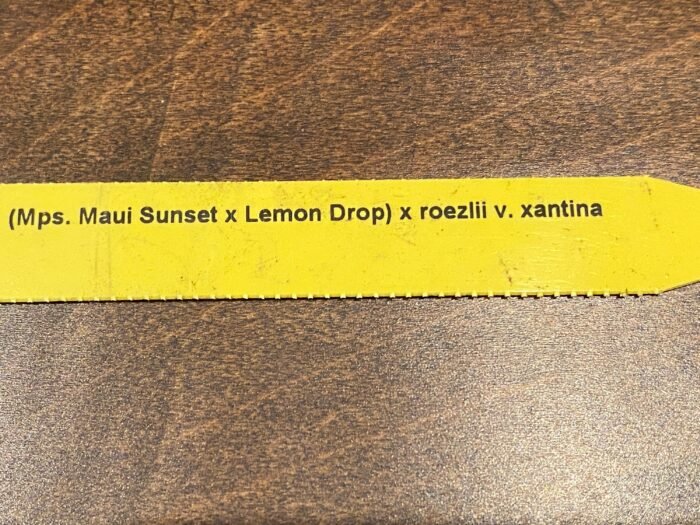 (Mps. Maui Sunset x Lemon Drop) x roezlii v. xantina